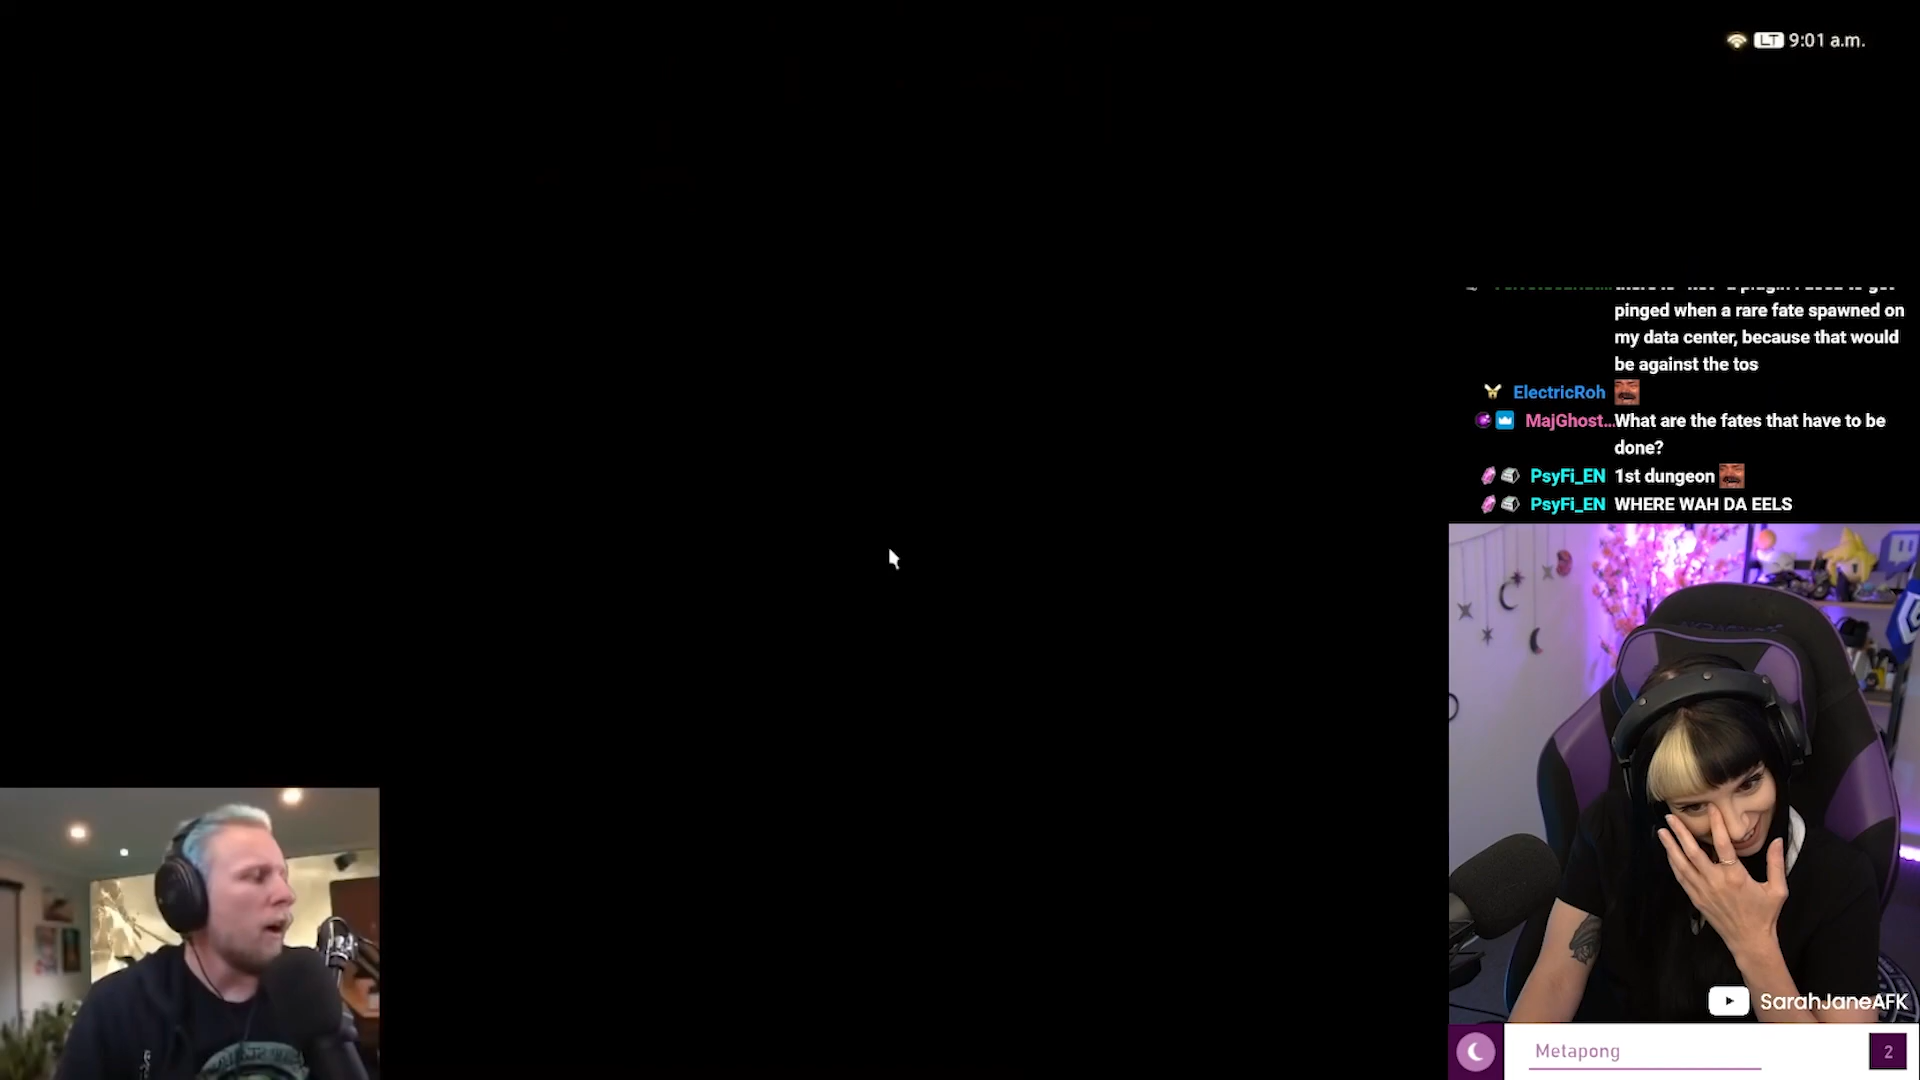 LT 9:01 a.m.
pinged when a rare fate spawned on
my data center, because that would
be against the tos
ElectricRoh
MajGhost... What are the fates that have to be
done?
PsyFi_EN 1st dungeon
PsyFi_EN WHERE WAH DA EELS
SarahJaneAFK
Metapong
2